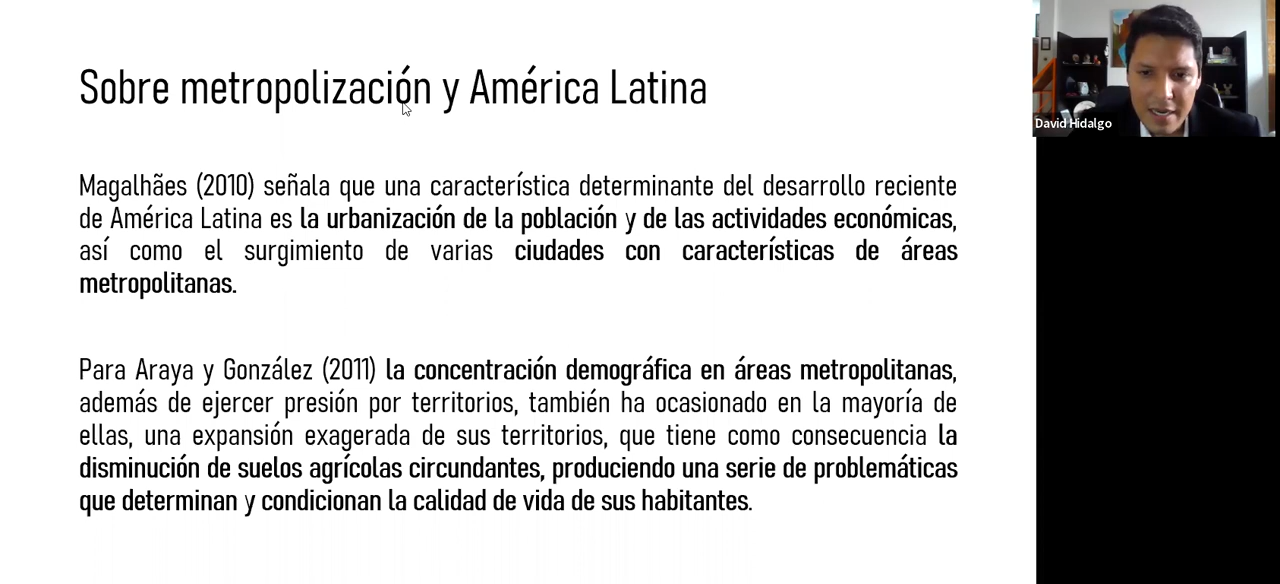 Sobre metropolización y América Latina
Magalhães (2010) señala que una característica determinante del desarrollo reciente
de América Latina es la urbanización de la población y de las actividades económicas,
así como el surgimiento de varias ciudades con características de áreas
metropolitanas.
Para Araya y González (2011) la concentración demográfica en áreas metropolitanas,
además de ejercer presión por territorios, también ha ocasionado en la mayoría de
ellas, una expansión exagerada de sus territorios, que tiene como consecuencia la
disminución de suelos agrícolas circundantes, produciendo una serie de problemáticas
que determinan y condicionan la calidad de vida de sus habitantes.
David Hidalgo